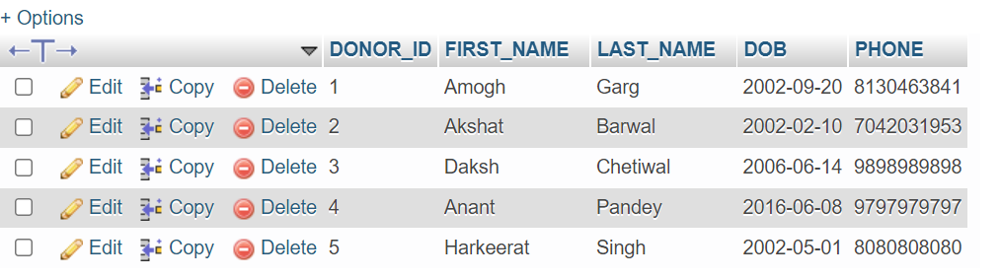 + Options
DONOR_ID FIRST_NAME LAST_NAME DOB PHONE
Edit Copy Delete 1 Amogh Garg 2002-09-20 8130463841
Edit Copy Delete 2 Akshat Barwal 2002-02-10 7042031953
Edit Copy Delete 3 Daksh Chetiwal 2006-06-14 9898989898
Edit Copy Delete 4 Anant Pandey 2016-06-08 9797979797
Edit Copy Delete 5 Harkeerat Singh 2002-05-01 8080808080